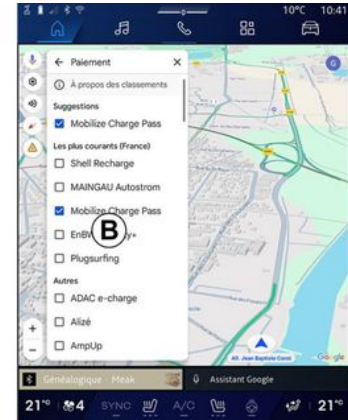 10°C 10:41
← Paiement ×
À propos des classements
G
Suggestions
Mobilize Charge Pass
Les plus courants (France)
Shell Recharge
MAINGAU Autostrom
Mobilize Charge Pass
B
Plugsurfing
Autres
ADAC e-charge
Alizé
AmpUp
+
−
All. Jean Baptiste Corot
Google
Généalogique - Meak
Assistant Google
21°C 4 SYNC A/C 21°C